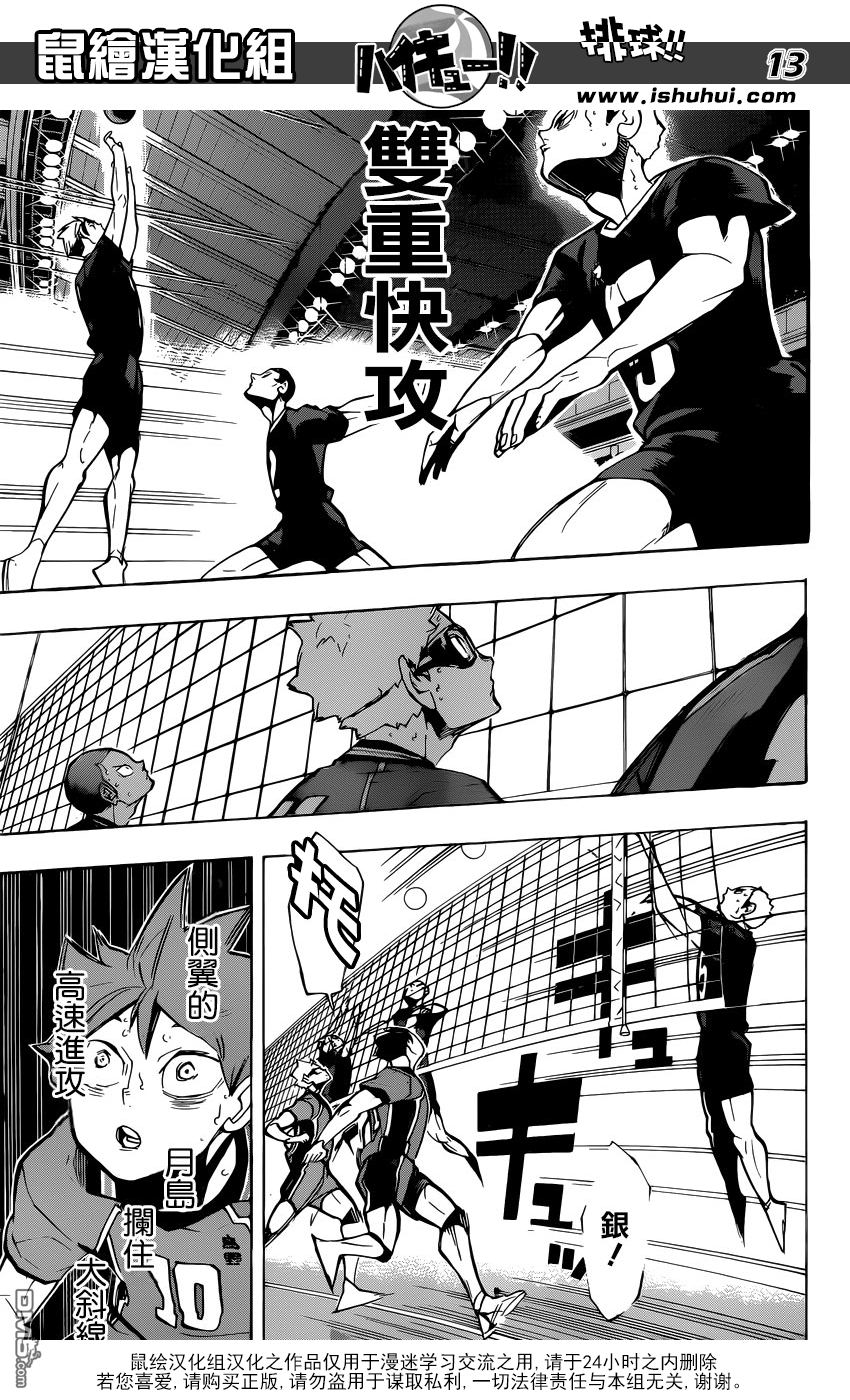 鼠繪漢化組
ハイキュー!!
排球!!
13
www.ishuhui.com
雙重快攻
側翼的
高速進攻
月島
攔住
大斜線
烏野
10
5
キュ
キュッ
銀!
鼠绘汉化组汉化之作品仅用于漫迷学习交流之用, 请于24小时之内删除
若您喜爱, 请购买正版, 请勿盗用于谋取私利, 一切法律责任与本组无关, 谢谢。